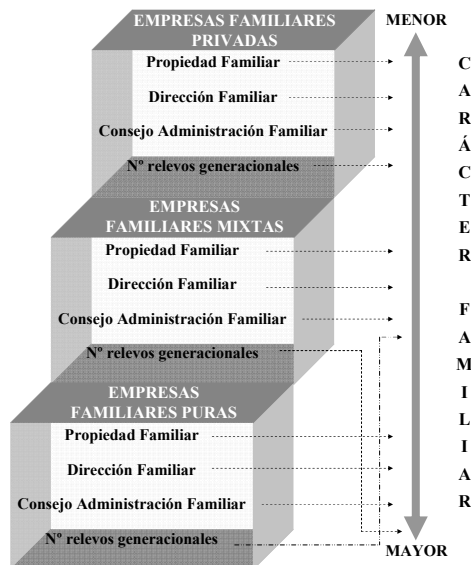 EMPRESAS FAMILIARES
PRIVADAS
Propiedad Familiar
Dirección Familiar
Consejo Administración Familiar
Nº relevos generacionales
EMPRESAS
FAMILIARES MIXTAS
Propiedad Familiar
Dirección Familiar
Consejo Administración Familiar
Nº relevos generacionales
EMPRESAS
FAMILIARES PURAS
Propiedad Familiar
Dirección Familiar
Consejo Administración Familiar
Nº relevos generacionales
MENOR
MAYOR
CARÁCTER FAMILIAR